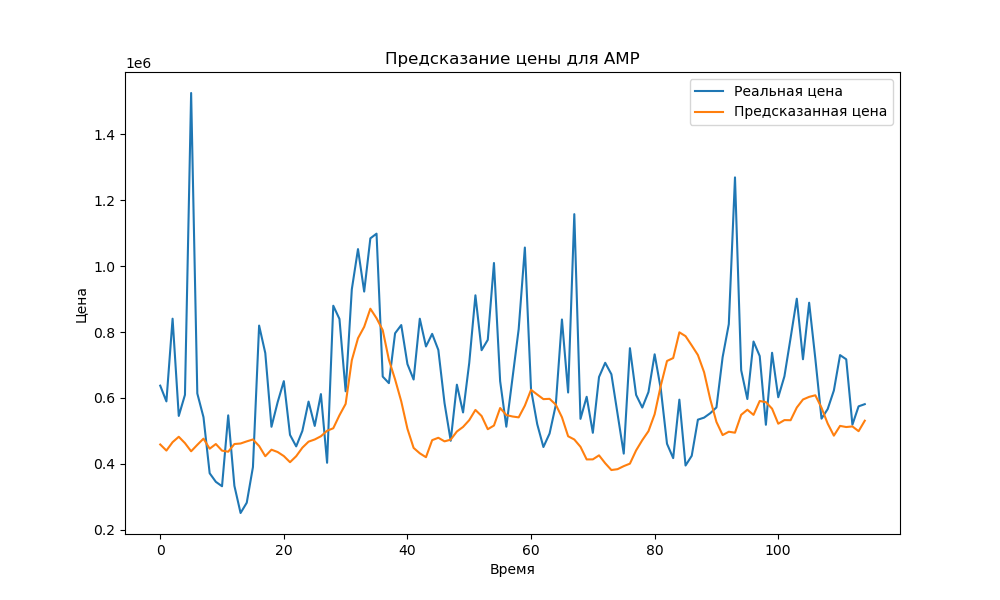 Предсказание цены для AMP
1e6
Реальная цена
Предсказанная цена
1.4
1.2
1.0
0.8
0.6
0.4
0.2
Цена
0 20 40 60 80 100
Время